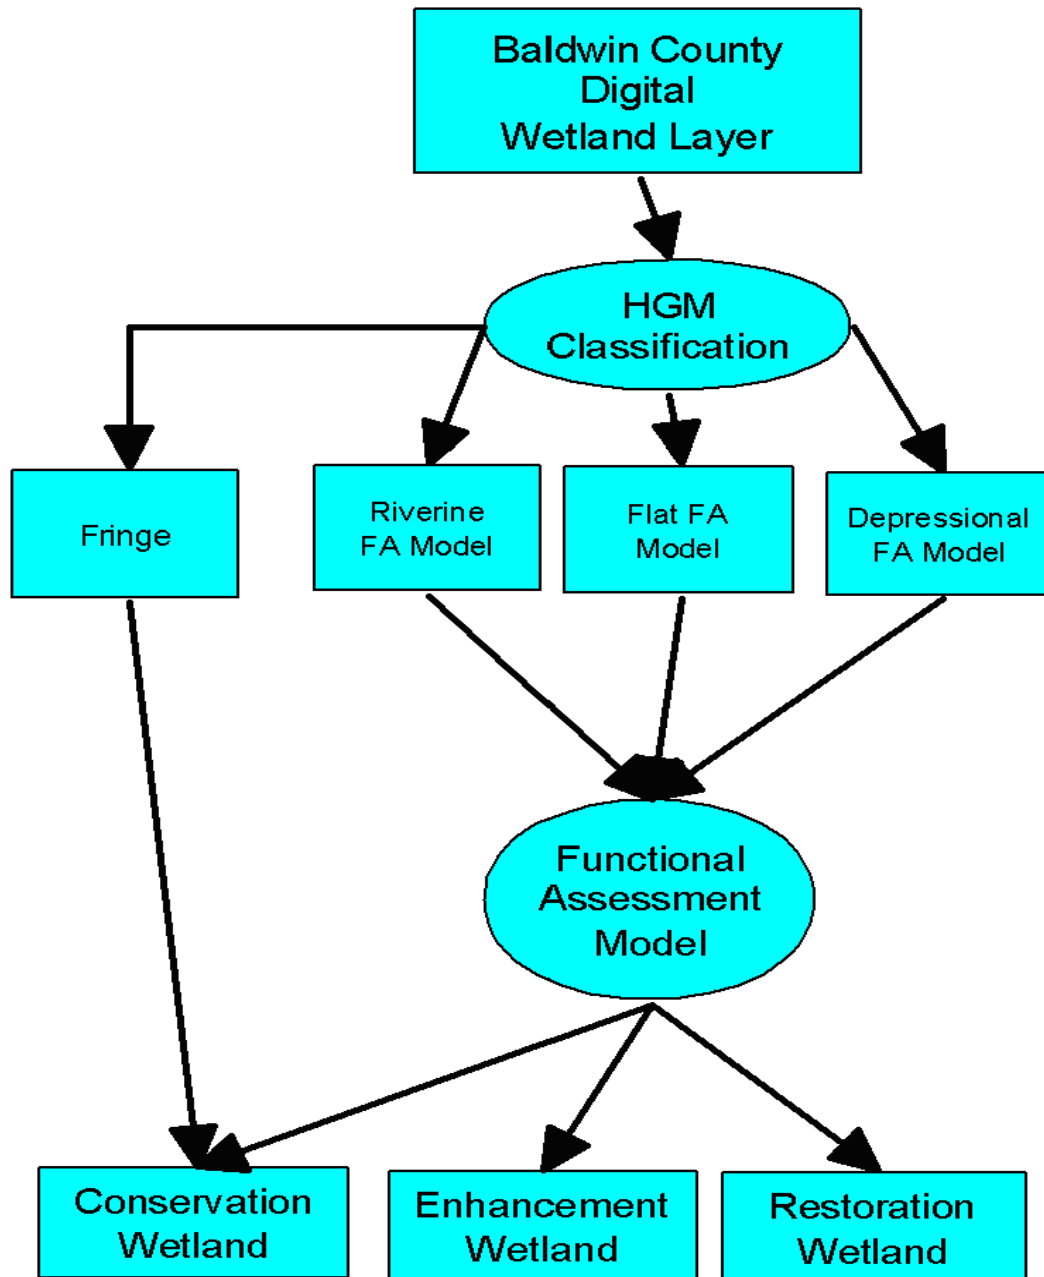 Baldwin County
Digital
Wetland Layer
HGM
Classification
Fringe
Riverine
FA Model
Flat FA
Model
Depressional
FA Model
Functional
Assessment
Model
Conservation
Wetland
Enhancement
Wetland
Restoration
Wetland